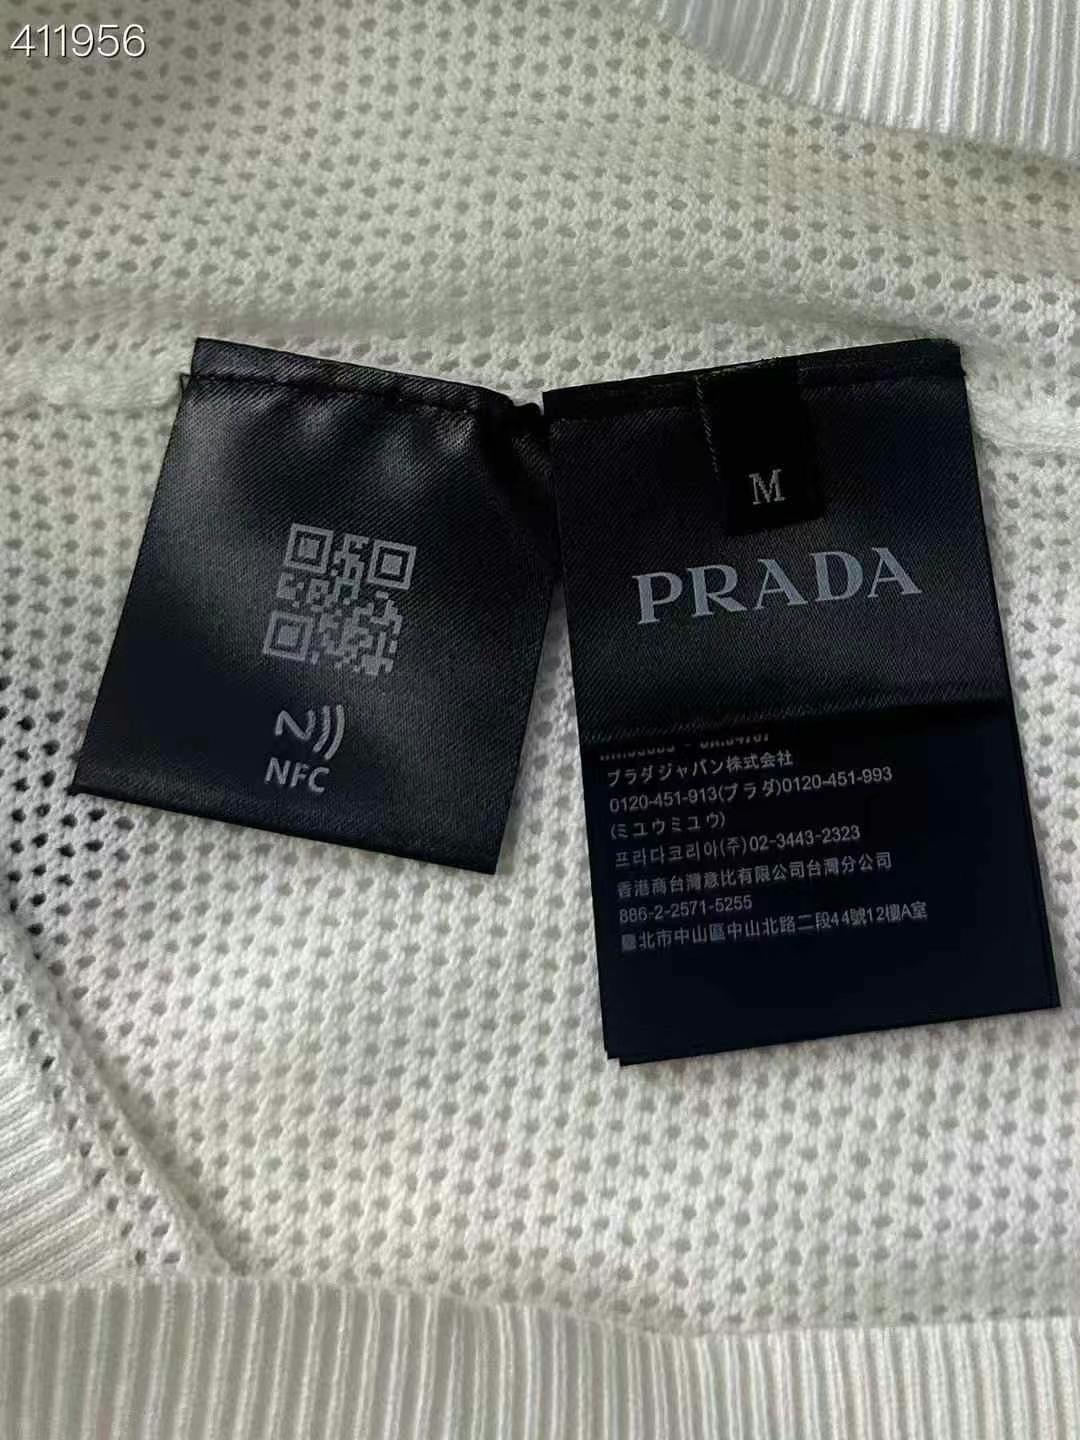 411956
NFC
M
PRADA
プラダジャパン株式会社
0120-451-913(プラダ)0120-451-993
(ミユウミユウ)
프라다코리아(주)02-3443-2323
香港商台灣意比有限公司台灣分公司
886-2-2571-5255
臺北市中山區中山北路二段44號12樓A室